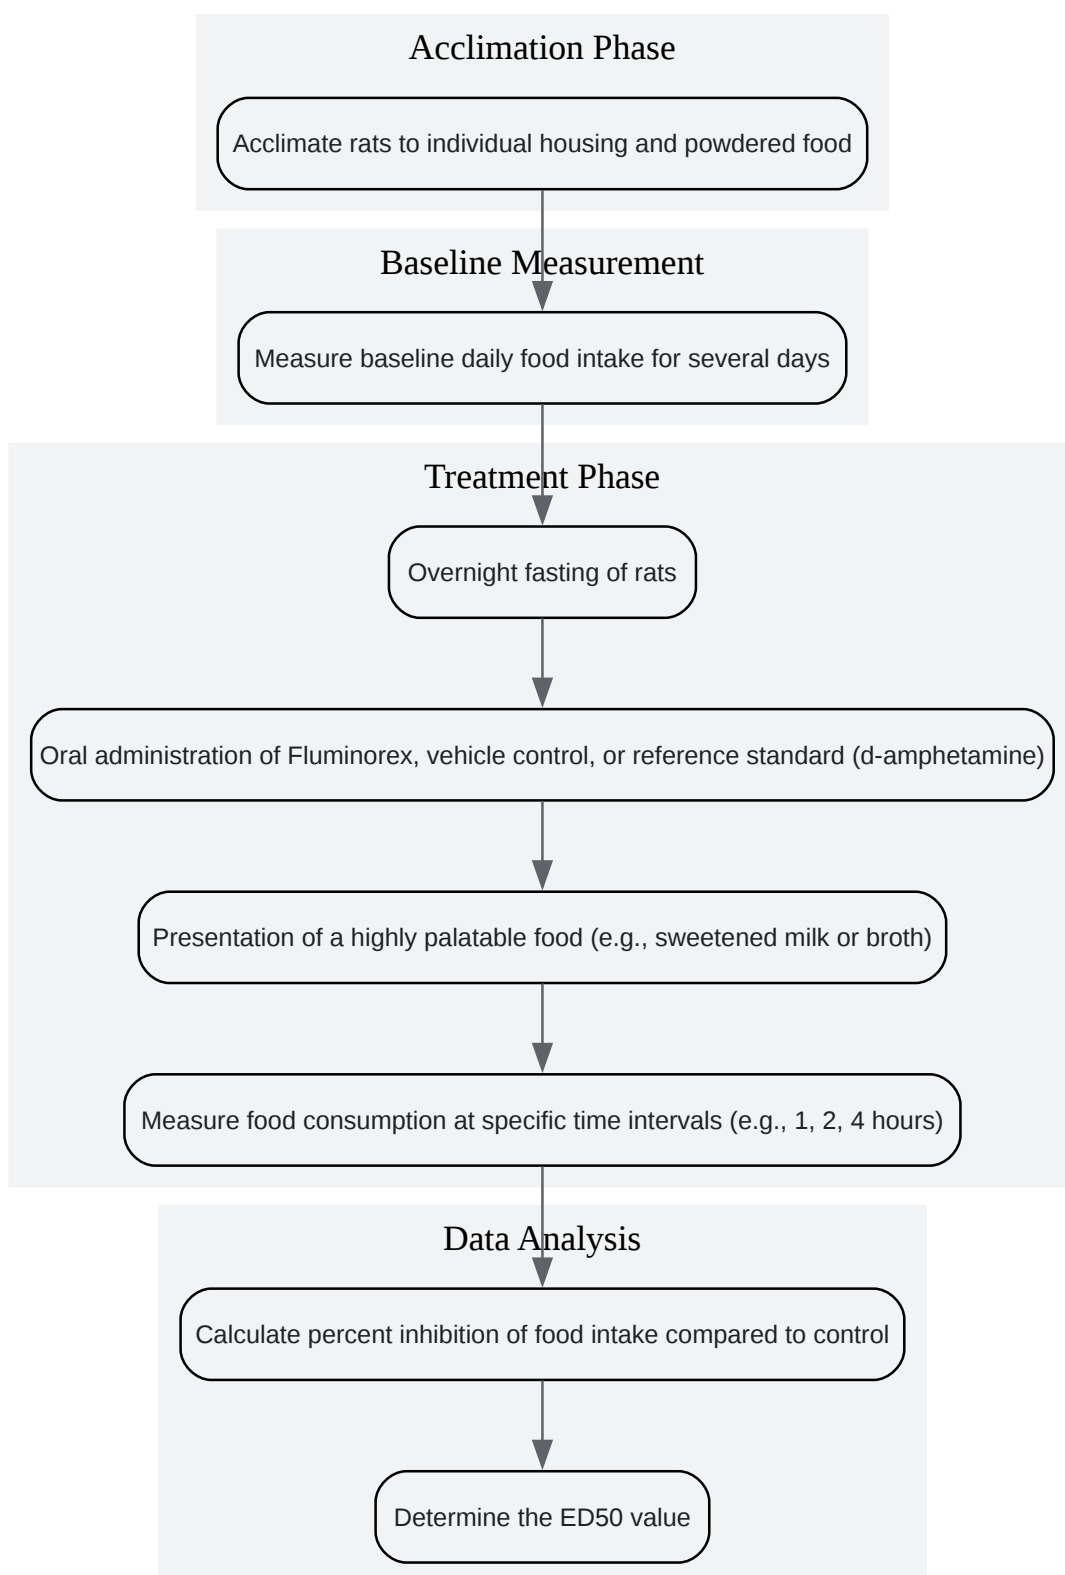 Acclimation Phase
Acclimate rats to individual housing and powdered food
Baseline Measurement
Measure baseline daily food intake for several days
Treatment Phase
Overnight fasting of rats
Oral administration of Fluminorex, vehicle control, or reference standard (d-amphetamine)
Presentation of a highly palatable food (e.g., sweetened milk or broth)
Measure food consumption at specific time intervals (e.g., 1, 2, 4 hours)
Data Analysis
Calculate percent inhibition of food intake compared to control
Determine the ED50 value